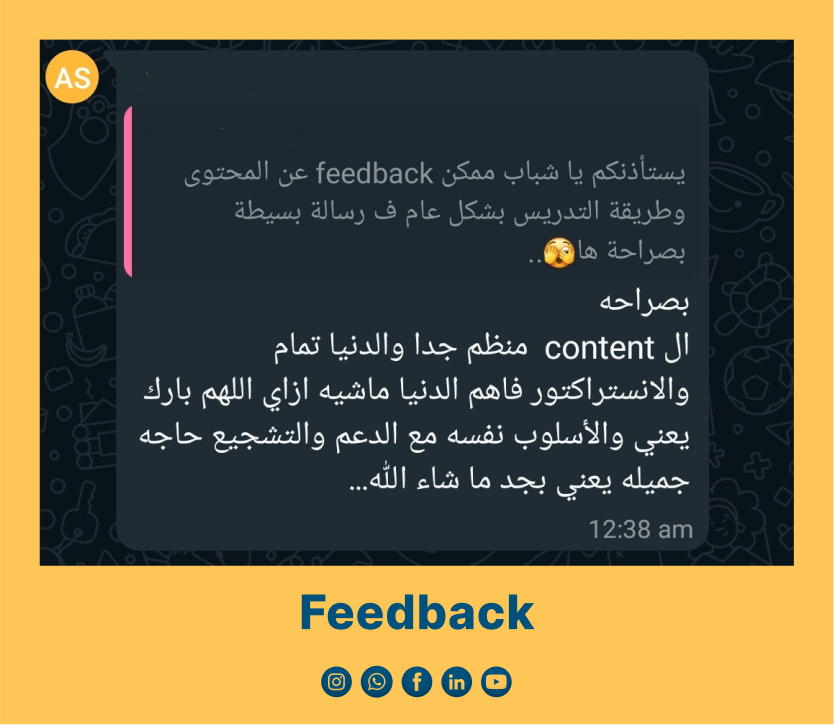 AS
يستأذنكم يا شباب ممكن feedback عن المحتوى
وطريقة التدريس بشكل عام ف رسالة بسيطة
بصراحة ها🫣..
بصراحه
ال content منظم جدا والدنيا تمام
والانستراكتور فاهم الدنيا ماشيه ازاي اللهم بارك
يعني والأسلوب نفسه مع الدعم والتشجيع حاجه
جميله يعني بجد ما شاء الله...
12:38 am
Feedback